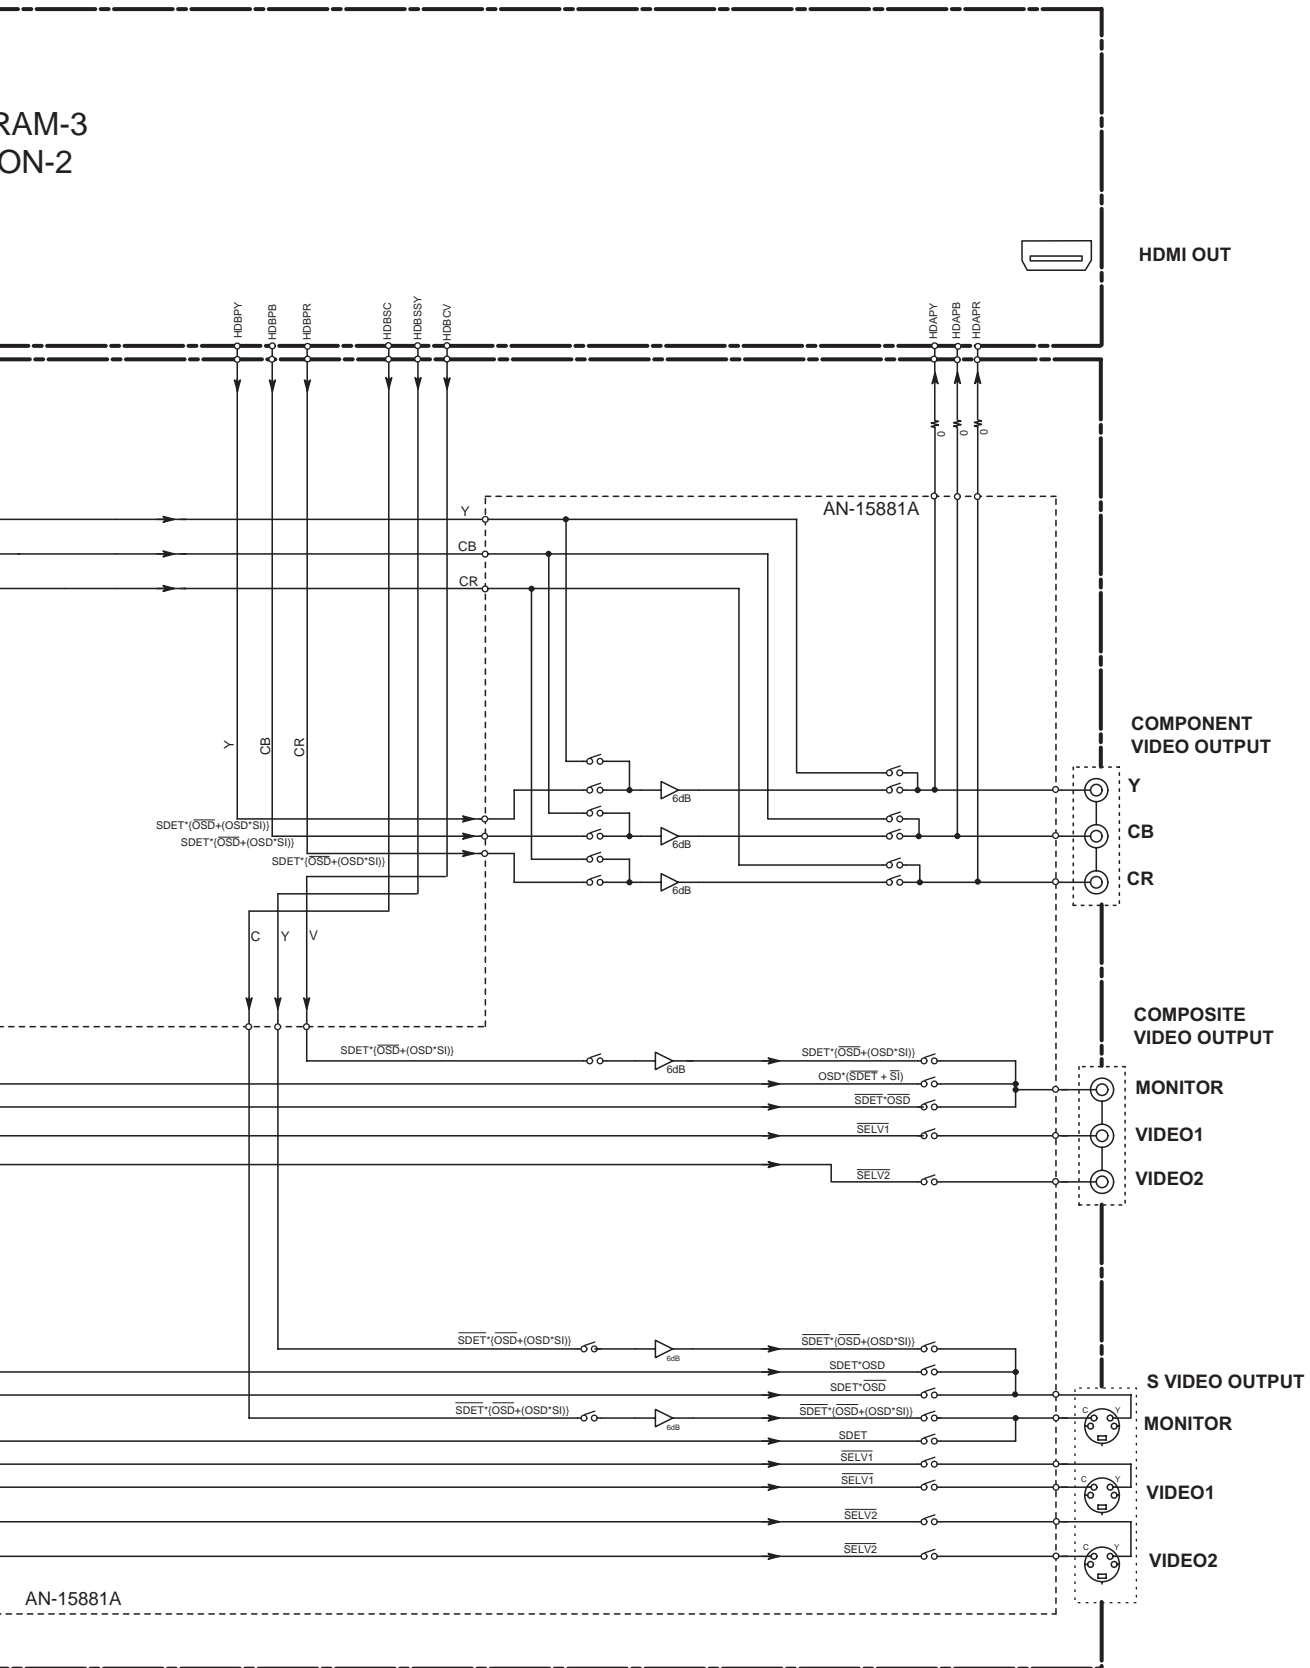 RAM-3
ON-2
HDMI OUT
HDBPY
HDBPB
HDBPR
HDBSC
HDBSSY
HDBCV
HDAPY
HDAPB
HDAPR
0
0
0
AN-15881A
Y
CB
CR
Y
CB
CR
COMPONENT
VIDEO OUTPUT
Y
6dB
SDET*{OSD+(OSD*SI)}
SDET*{OSD+(OSD*SI)}
CB
6dB
SDET*{OSD+(OSD*SI)}
CR
6dB
C
Y
V
COMPOSITE
VIDEO OUTPUT
SDET*{OSD+(OSD*SI)}
6dB
SDET*{OSD+(OSD*SI)}
OSD*(SDET + SI)
MONITOR
SDET*OSD
SELV1
VIDEO1
SELV2
VIDEO2
SDET*{OSD+(OSD*SI)}
6dB
SDET*{OSD+(OSD*SI)}
SDET*OSD
S VIDEO OUTPUT
SDET*OSD
SDET*{OSD+(OSD*SI)}
6dB
SDET*{OSD+(OSD*SI)}
C Y
MONITOR
SDET
SELV1
SELV1
C Y
VIDEO1
SELV2
SELV2
C Y
VIDEO2
AN-15881A